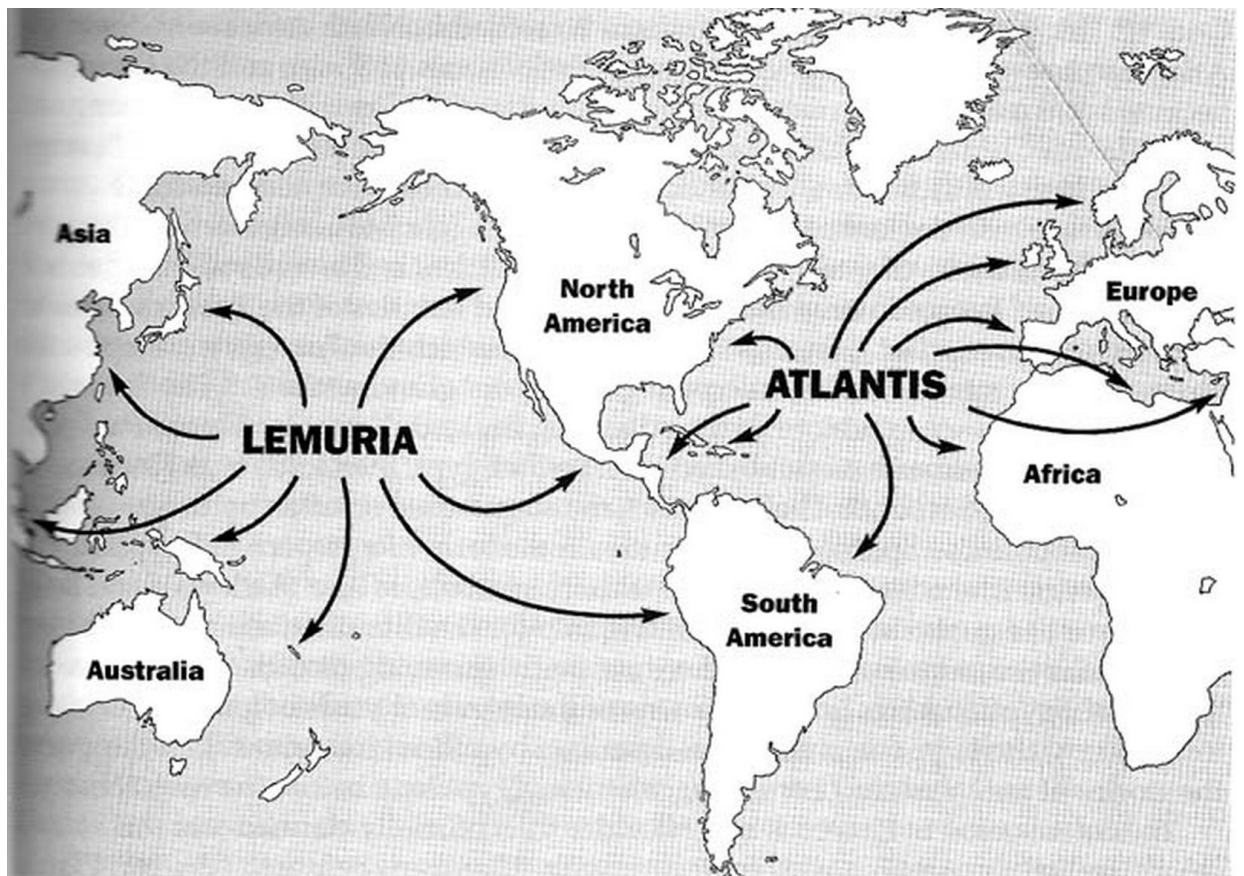 Asia
North
America
Europe
ATLANTIS
LEMURIA
Africa
South
America
Australia